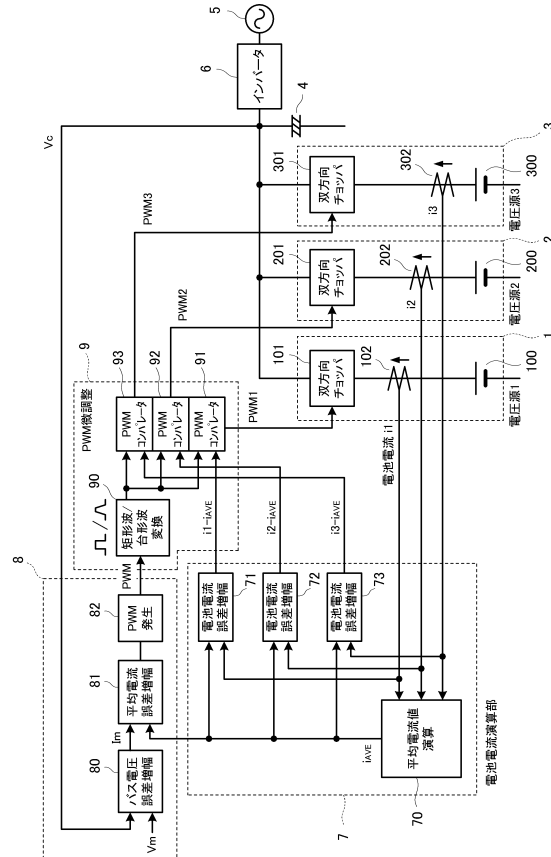 8
Vm
バス電圧
誤差増幅
80
Im
平均電流
誤差増幅
81
PWM
発生
82
PWM
矩形波/
台形波
変換
90
PWM微調整
9
PWM
コンパレータ
93
PWM
コンパレータ
92
PWM
コンパレータ
91
Vc
PWM3
PWM2
PWM1
インバータ
6
5
4
電池電流演算部
7
平均電流値
演算
70
iAVE
電池電流
誤差増幅
71
電池電流
誤差増幅
72
電池電流
誤差増幅
73
i1-iAVE
i2-iAVE
i3-iAVE
電池電流 i1
i2
i3
双方向
チョッパ
101
102
100
電圧源1
1
双方向
チョッパ
201
202
200
電圧源2
2
双方向
チョッパ
301
302
300
電圧源3
3